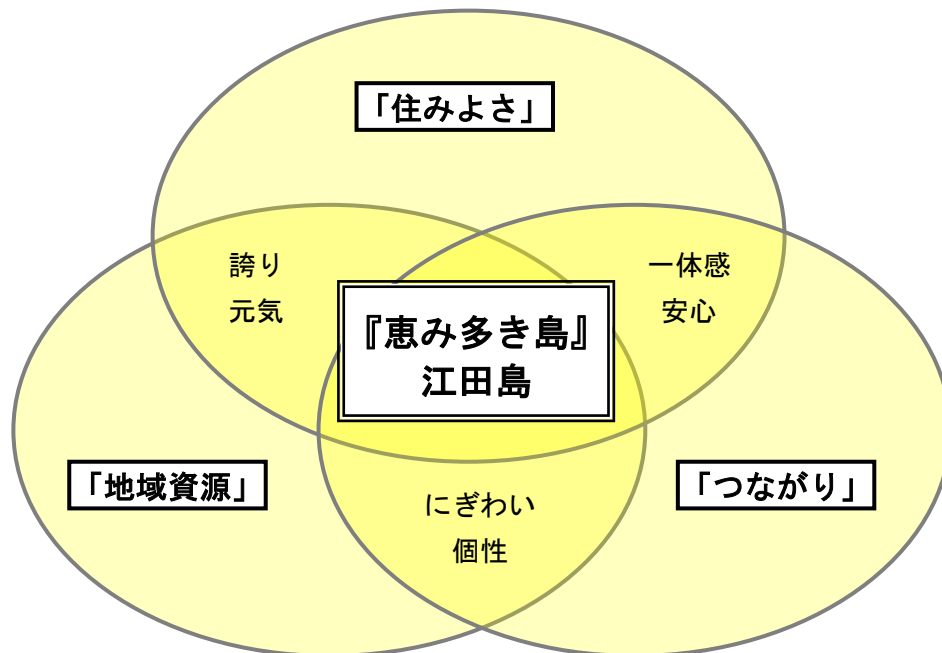 「住みよさ」
誇り
元気
一体感
安心
『恵み多き島』
江田島
「地域資源」
「つながり」
にぎわい
個性